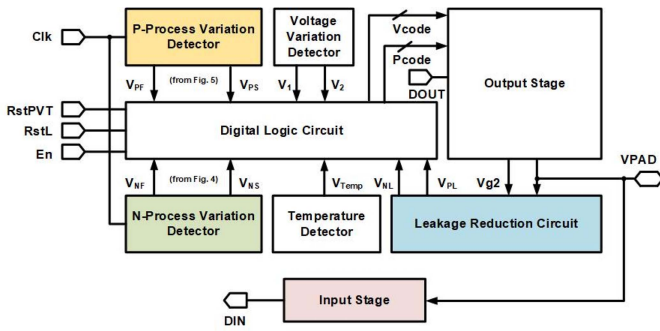 Clk
P-Process Variation
Detector
Voltage
Variation
Detector
Vcode
Pcode
DOUT
Output Stage
VPF
(from Fig. 5)
VPS
V1
V2
RstPVT
RstL
En
Digital Logic Circuit
VPAD
VNF
(from Fig. 4)
VNS
VTemp
VNL
VPL
Vg2
N-Process Variation
Detector
Temperature
Detector
Leakage Reduction Circuit
Input Stage
DIN